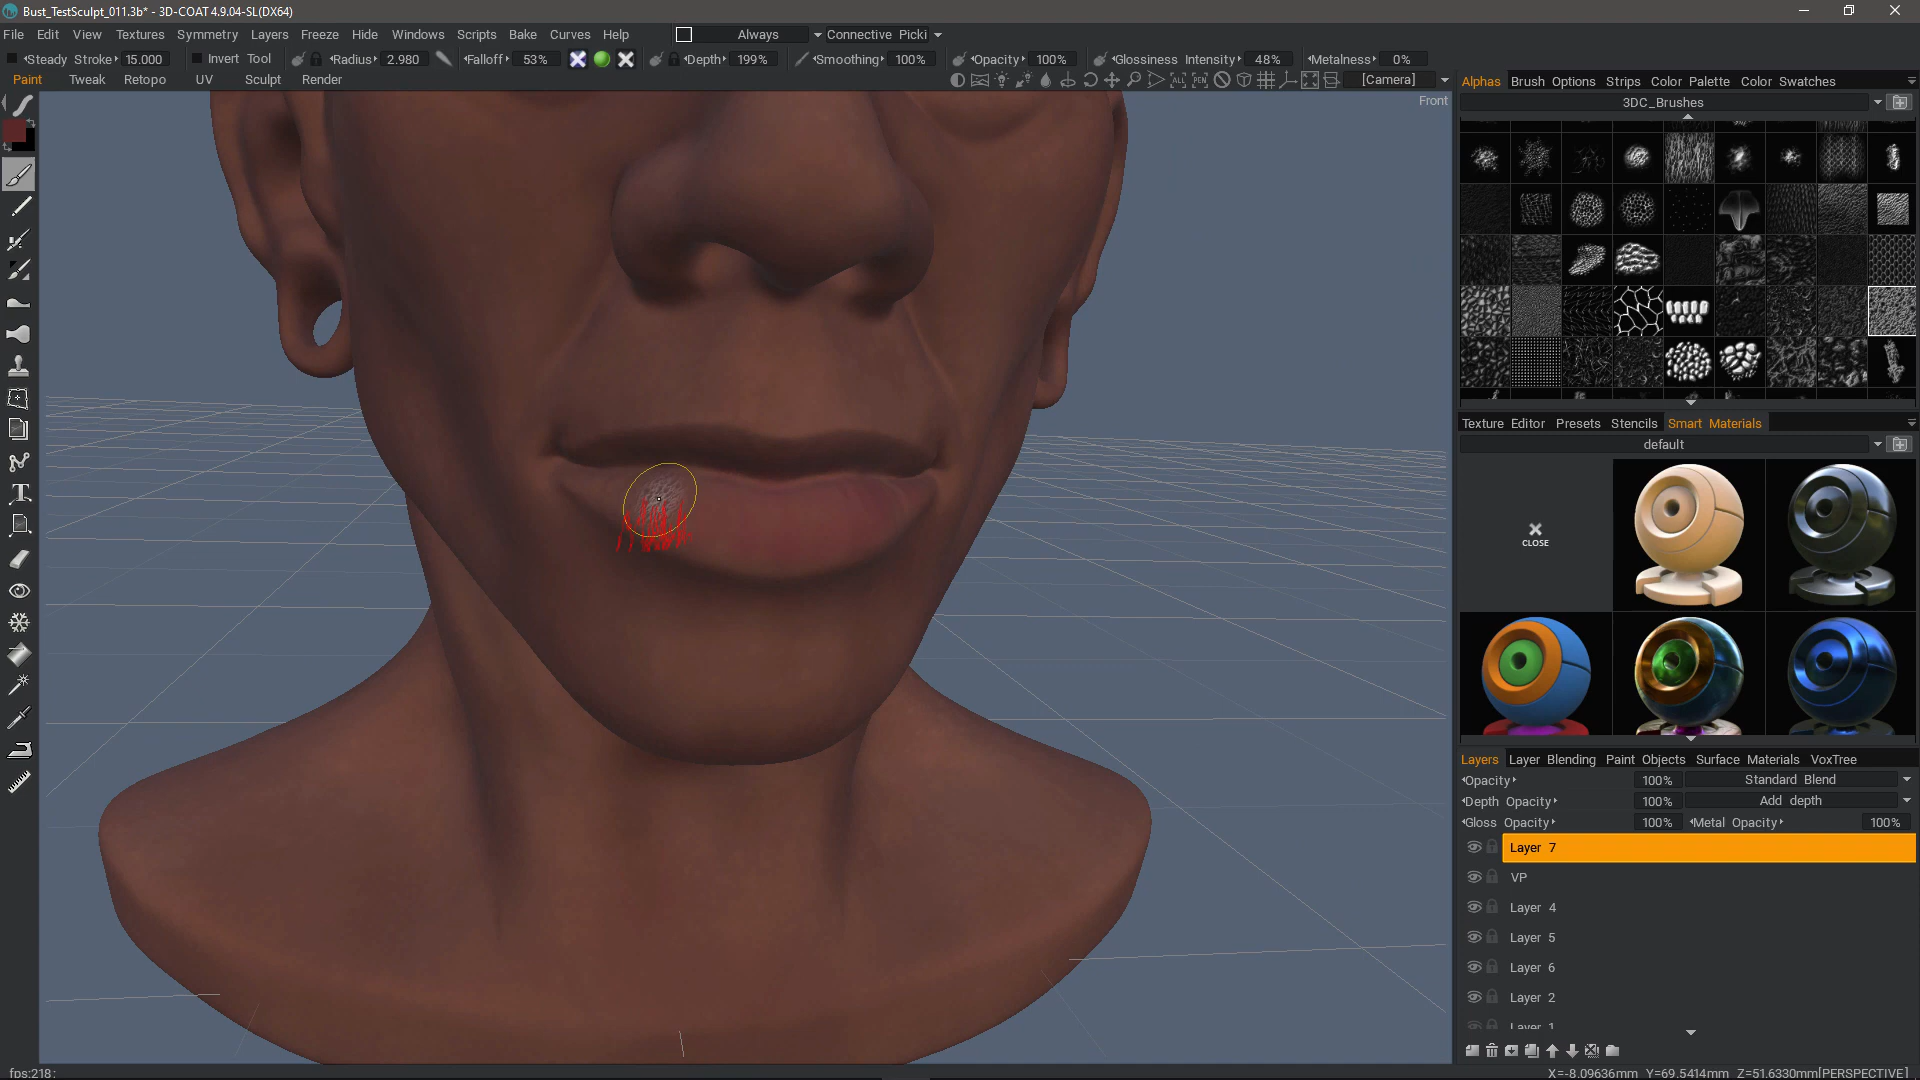 Bust_TestSculpt_011.3b* - 3D-COAT 4.9.04-SL(DX64)
File Edit View Textures Symmetry Layers Freeze Hide Windows Scripts Bake Curves Help Always Connective Picki
Steady Stroke 15.000 Invert Tool Radius 2.980 Falloff 53% Depth 199% Smoothing 100% Opacity 100% Glossiness Intensity 48% Metalness 0%
Paint Tweak Retopo UV Sculpt Render ALL PEN [Camera]
Front
Alphas Brush Options Strips Color Palette Color Swatches
3DC_Brushes
Texture Editor Presets Stencils Smart Materials
default
CLOSE
Layers Layer Blending Paint Objects Surface Materials VoxTree
Opacity 100% Standard Blend
Depth Opacity 100% Add depth
Gloss Opacity 100% Metal Opacity 100%
Layer 7
VP
Layer 4
Layer 5
Layer 6
Layer 2
Layer 1
fps:218: X=-8.09636mm Y=69.5414mm Z=51.6330mm[PERSPECTIVE]